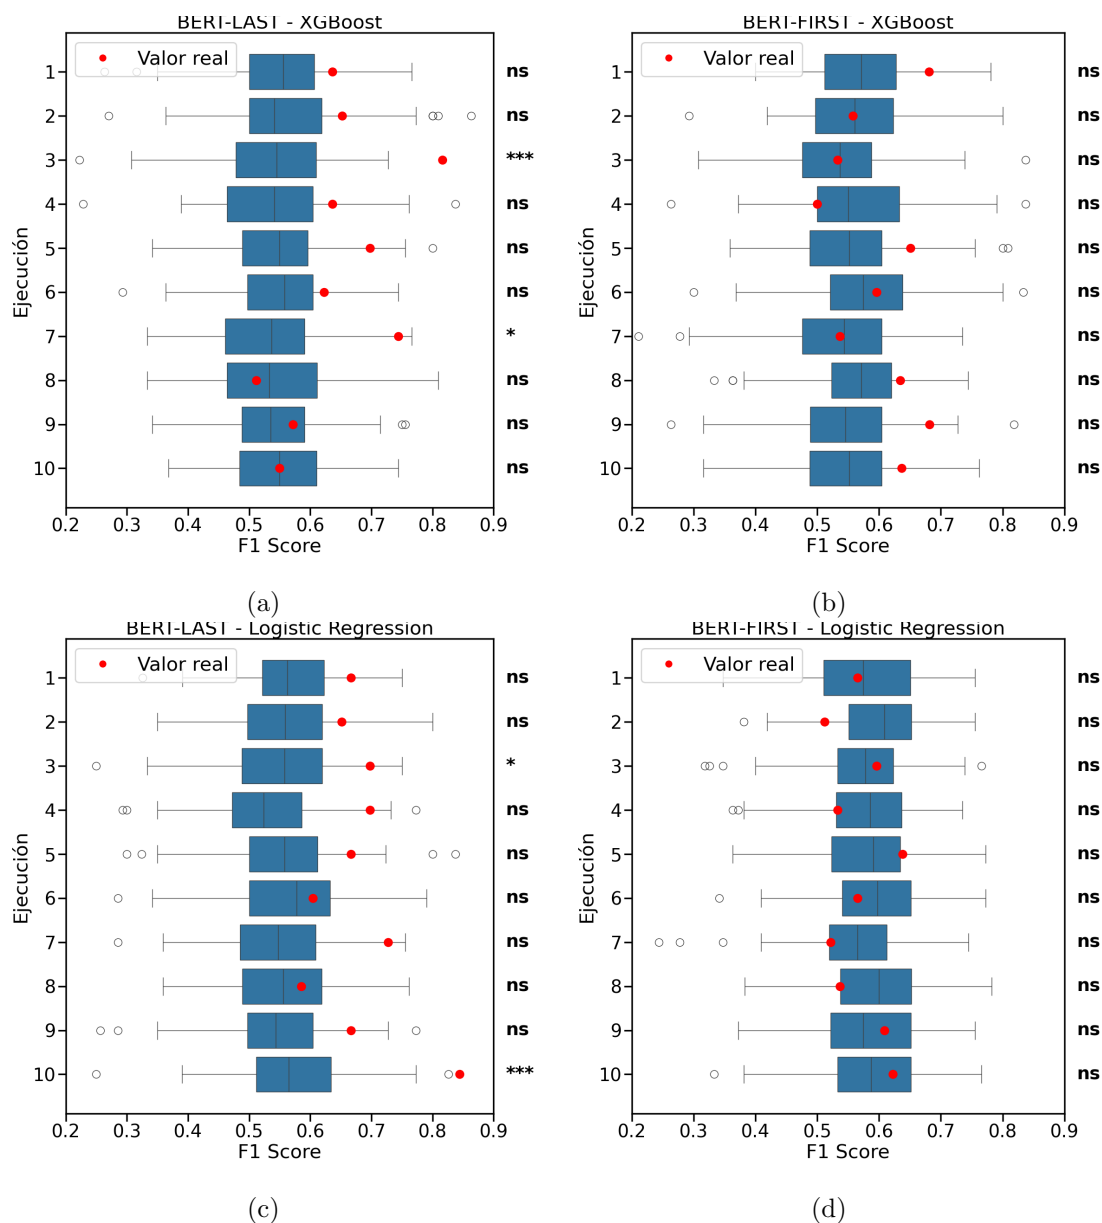 BERT-LAST - XGBoost
Valor real
1
2
3
4
5
6
7
8
9
10
Ejecución
ns
ns
***
ns
ns
ns
*
ns
ns
ns
0.2 0.3 0.4 0.5 0.6 0.7 0.8 0.9
F1 Score
(a)
BERT-FIRST - XGBoost
Valor real
1
2
3
4
5
6
7
8
9
10
Ejecución
ns
ns
ns
ns
ns
ns
ns
ns
ns
ns
0.2 0.3 0.4 0.5 0.6 0.7 0.8 0.9
F1 Score
(b)
BERT-LAST - Logistic Regression
Valor real
1
2
3
4
5
6
7
8
9
10
Ejecución
ns
ns
*
ns
ns
ns
ns
ns
ns
***
0.2 0.3 0.4 0.5 0.6 0.7 0.8 0.9
F1 Score
(c)
BERT-FIRST - Logistic Regression
Valor real
1
2
3
4
5
6
7
8
9
10
Ejecución
ns
ns
ns
ns
ns
ns
ns
ns
ns
ns
0.2 0.3 0.4 0.5 0.6 0.7 0.8 0.9
F1 Score
(d)